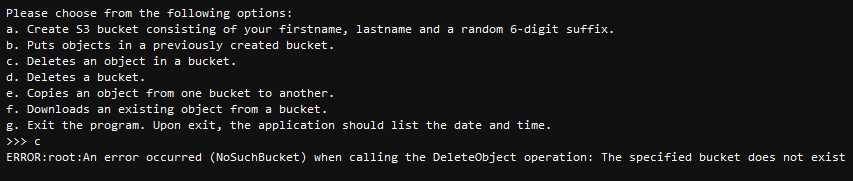 Please choose from the following options:
a. Create S3 bucket consisting of your firstname, lastname and a random 6-digit suffix.
b. Puts objects in a previously created bucket.
c. Deletes an object in a bucket.
d. Deletes a bucket.
e. Copies an object from one bucket to another.
f. Downloads an existing object from a bucket.
g. Exit the program. Upon exit, the application should list the date and time.
>>> c
ERROR:root:An error occurred (NoSuchBucket) when calling the DeleteObject operation: The specified bucket does not exist